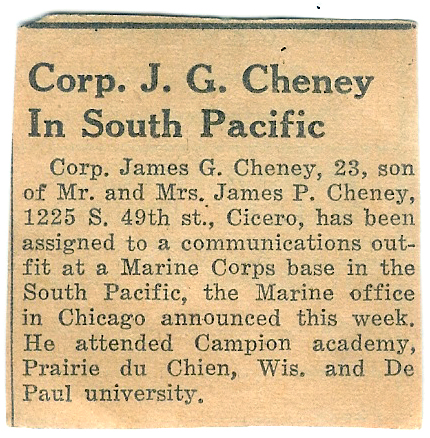 Corp. J. G. Cheney
In South Pacific
Corp. James G. Cheney, 23, son
of Mr. and Mrs. James P. Cheney,
1225 S. 49th st., Cicero, has been
assigned to a communications out-
fit at a Marine Corps base in the
South Pacific, the Marine office
in Chicago announced this week.
He attended Campion academy,
Prairie du Chien, Wis. and De
Paul university.